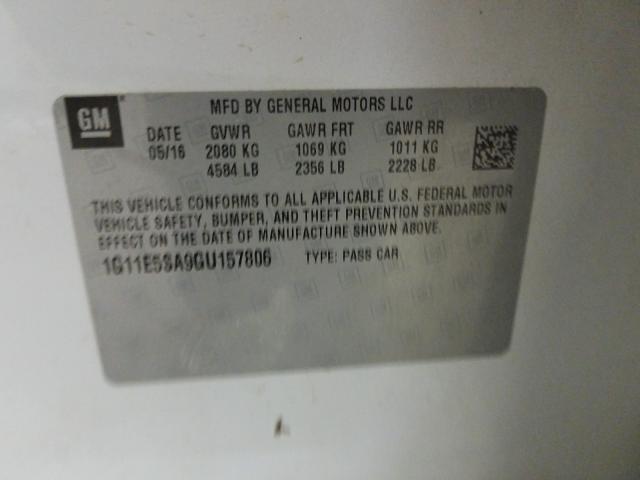 GM
MFD BY GENERAL MOTORS LLC
DATE GVWR GAWR FRT GAWR RR
05/16 2080 KG 1069 KG 1011 KG
4584 LB 2356 LB 2228 LB
THIS VEHICLE CONFORMS TO ALL APPLICABLE U.S. FEDERAL MOTOR
VEHICLE SAFETY, BUMPER, AND THEFT PREVENTION STANDARDS IN
EFFECT ON THE DATE OF MANUFACTURE SHOWN ABOVE.
1G11E5SA9GU157806 TYPE: PASS CAR